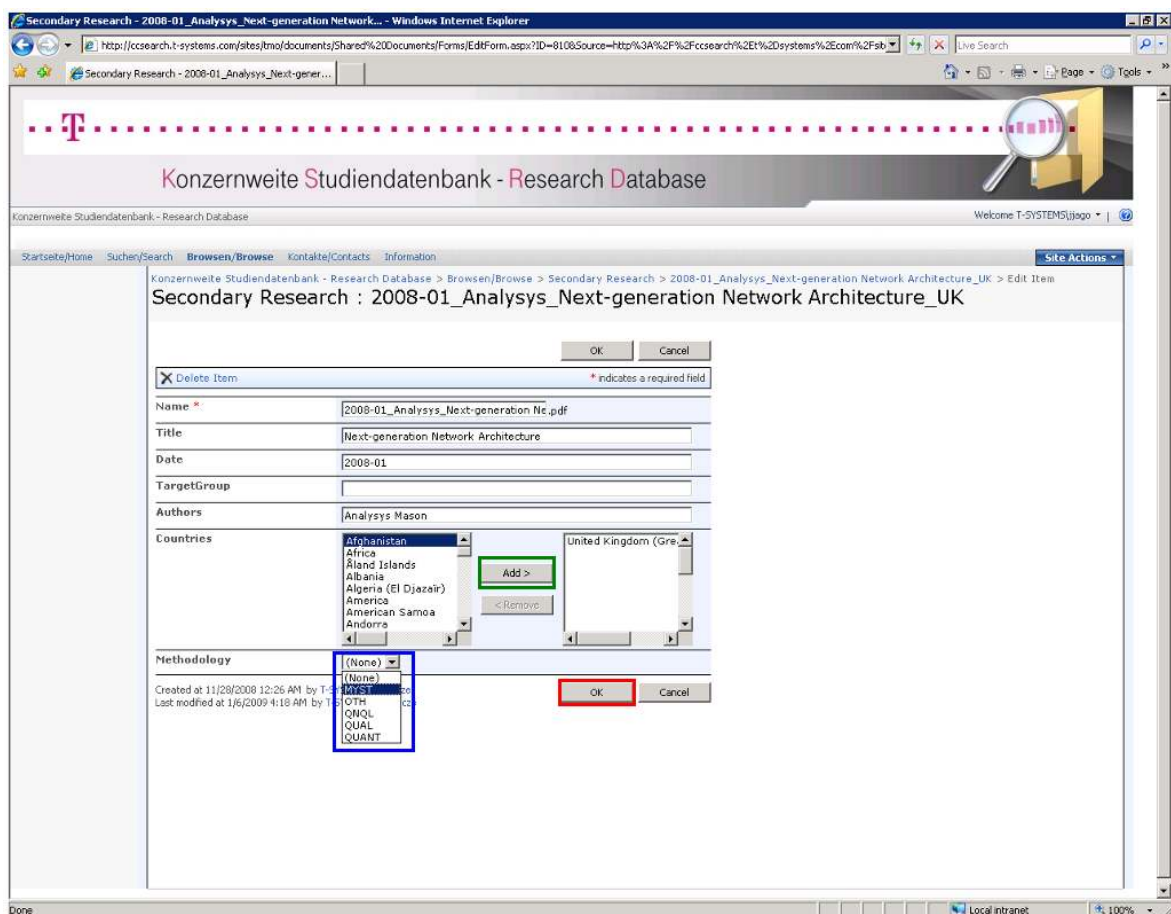 Secondary Research - 2008-01_Analysys_Next-generation Network... - Windows Internet Explorer
http://ccsearch.t-systems.com/sites/tmo/documents/Shared%20Documents/Forms/EditForm.aspx?ID=810&Source=http%3A%2F%2Fccsearch%2Et%2Dsystems%2Ecom%2Fsit
Live Search
Secondary Research - 2008-01_Analysys_Next-gener...
Page
Tools
T
Konzernweite Studiendatenbank - Research Database
Konzernweite Studiendatenbank - Research Database
Welcome T-SYSTEMS\jjago
Startseite/Home Suchen/Search Browsen/Browse Kontakte/Contacts Information
Site Actions
Konzernweite Studiendatenbank - Research Database > Browsen/Browse > Secondary Research > 2008-01_Analysys_Next-generation Network Architecture_UK > Edit Item
Secondary Research : 2008-01_Analysys_Next-generation Network Architecture_UK
OK Cancel
Delete Item
* indicates a required field
Name * 2008-01_Analysys_Next-generation Ne .pdf
Title Next-generation Network Architecture
Date 2008-01
TargetGroup
Authors Analysys Mason
Countries
Afghanistan
Africa
Åland Islands
Albania
Algeria (El Djazaïr)
America
American Samoa
Andorra
Add >
< Remove
United Kingdom (Gre
Methodology (None)
(None)
MYST
OTH
QNQL
QUAL
QUANT
Created at 11/28/2008 12:26 AM by
Last modified at 1/6/2009 4:18 AM by
OK Cancel
Done
Local intranet
100%